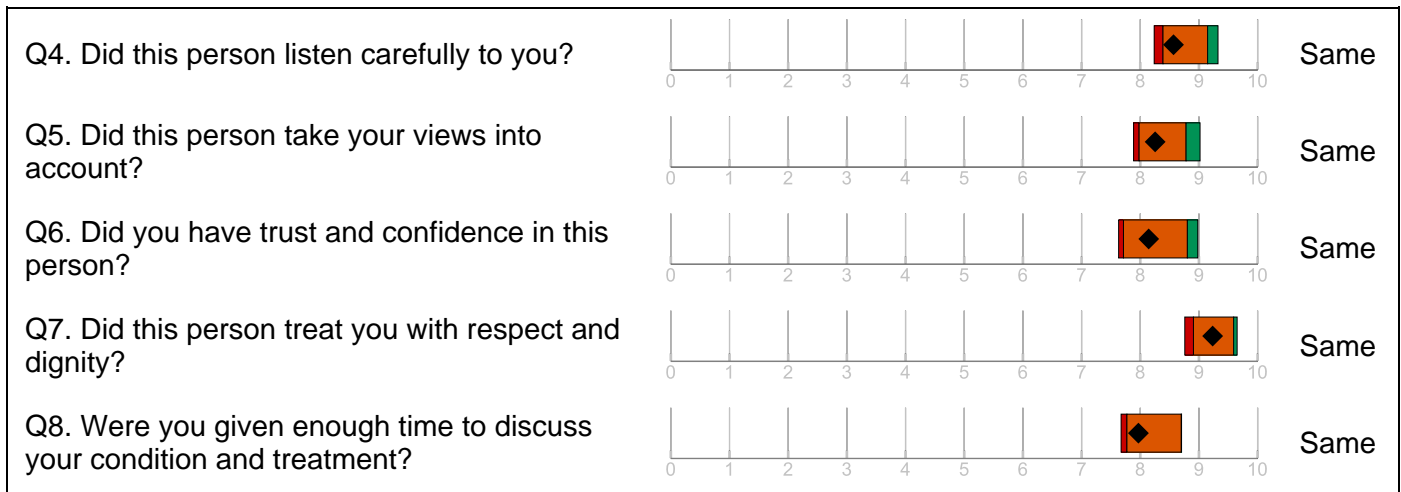 Q4. Did this person listen carefully to you?
0 1 2 3 4 5 6 7 8 9 10
Same
Q5. Did this person take your views into
account?
0 1 2 3 4 5 6 7 8 9 10
Same
Q6. Did you have trust and confidence in this
person?
0 1 2 3 4 5 6 7 8 9 10
Same
Q7. Did this person treat you with respect and
dignity?
0 1 2 3 4 5 6 7 8 9 10
Same
Q8. Were you given enough time to discuss
your condition and treatment?
0 1 2 3 4 5 6 7 8 9 10
Same